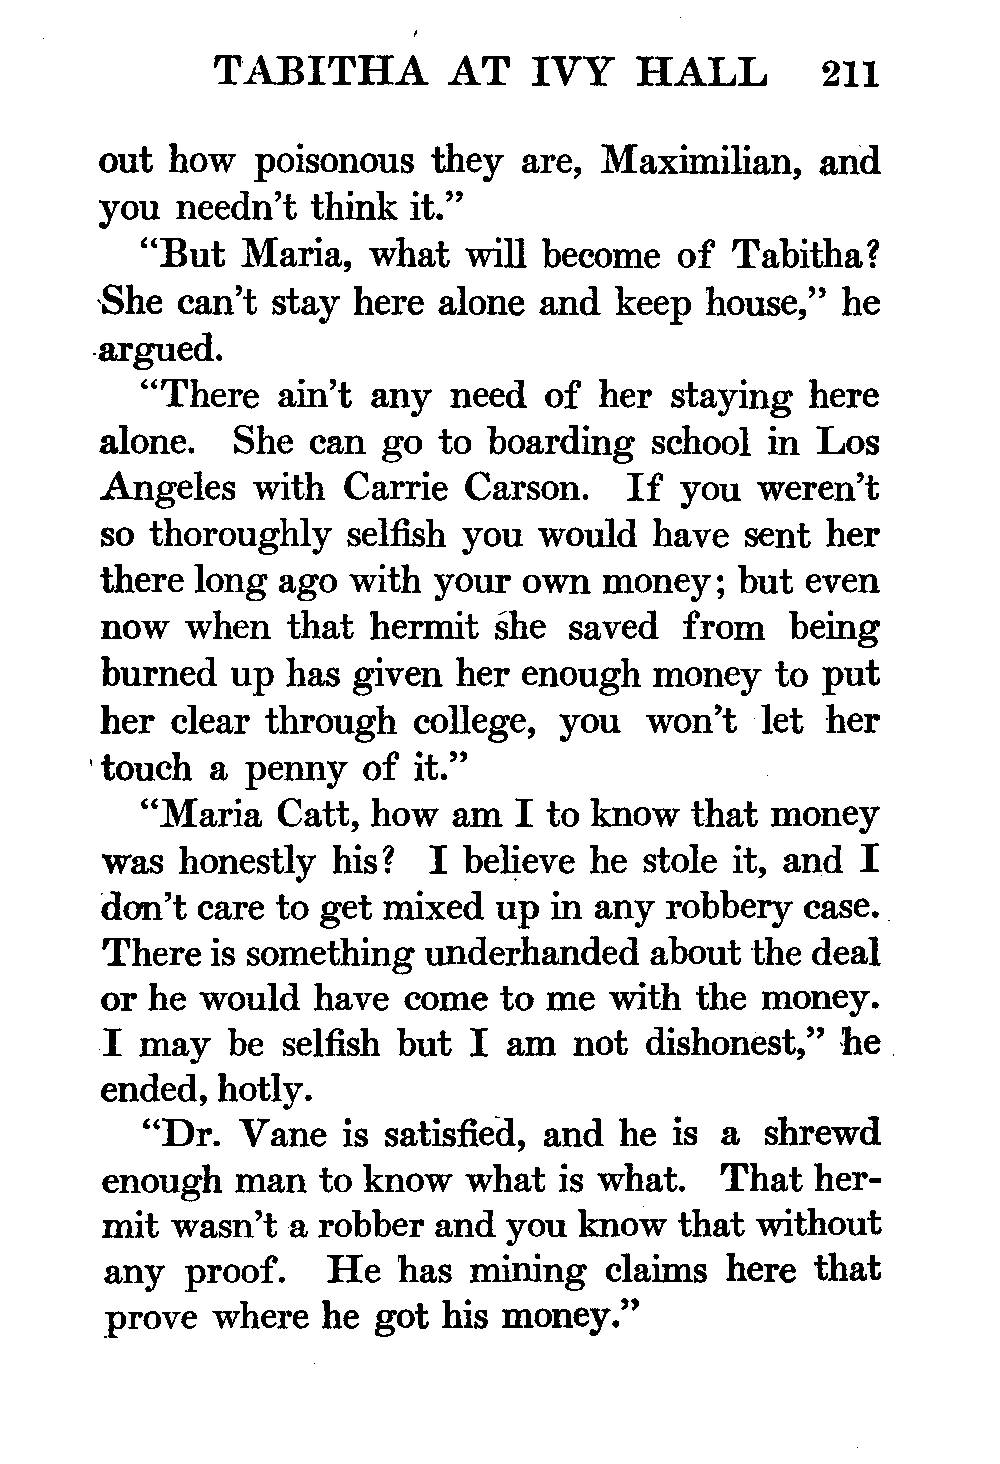 TABITHA AT IVY HALL 211
out how poisonous they are, Maximilian, and
you needn't think it.”
“But Maria, what will become of Tabitha?
She can't stay here alone and keep house,” he
argued.
“There ain't any need of her staying here
alone. She can go to boarding school in Los
Angeles with Carrie Carson. If you weren't
so thoroughly selfish you would have sent her
there long ago with your own money; but even
now when that hermit she saved from being
burned up has given her enough money to put
her clear through college, you won't let her
touch a penny of it.”
“Maria Catt, how am I to know that money
was honestly his? I believe he stole it, and I
don't care to get mixed up in any robbery case.
There is something underhanded about the deal
or he would have come to me with the money.
I may be selfish but I am not dishonest,” he
ended, hotly.
“Dr. Vane is satisfied, and he is a shrewd
enough man to know what is what. That her-
mit wasn't a robber and you know that without
any proof. He has mining claims here that
prove where he got his money.”